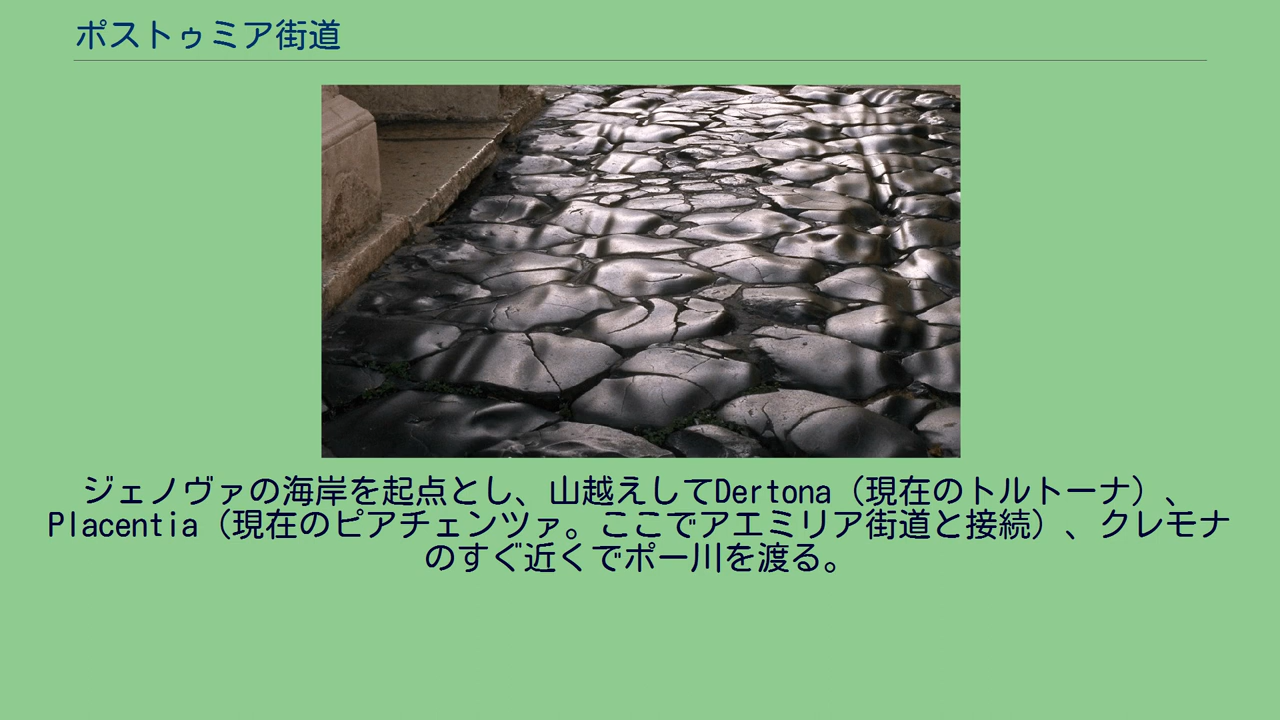 ポストゥミア街道
ジェノヴァの海岸を起点とし、山越えしてDertona（現在のトルトーナ）、
Placentia（現在のピアチェンツァ。ここでアエミリア街道と接続）、クレモナ
のすぐ近くでポー川を渡る。